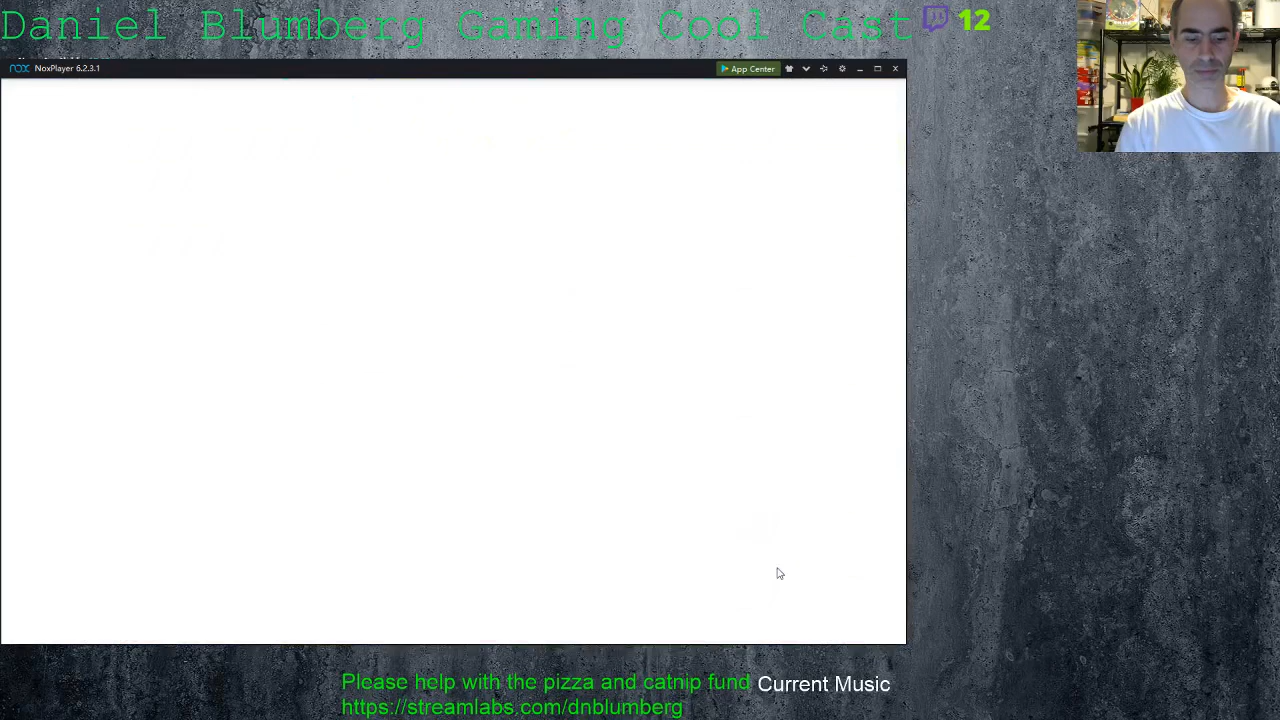 Daniel Blumberg Gaming Cool Cast 12
nox NoxPlayer 6.2.3.1 App Center
Please help with the pizza and catnip fund Current Music
https://streamlabs.com/dnblumberg